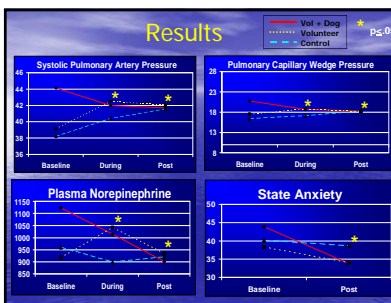 Results
Vol + Dog
Volunteer
Control
* p≤.0
Systolic Pulmonary Artery Pressure
46
44
42
40
38
36
*
*
Baseline
During
Post
Pulmonary Capillary Wedge Pressure
28
23
18
13
8
*
*
Baseline
During
Post
Plasma Norepinephrine
1150
1100
1050
1000
950
900
850
*
*
Baseline
During
Post
State Anxiety
50
45
40
35
30
*
Baseline
Post